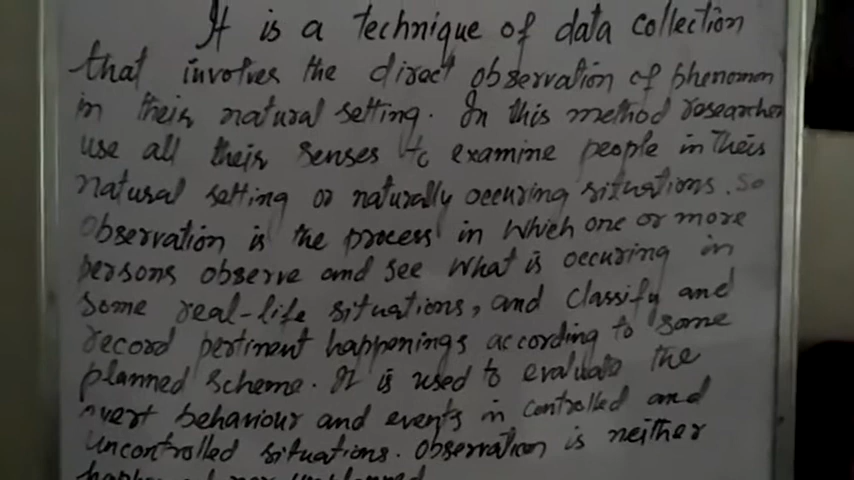 It is a technique of data collection
that involves the direct observation of phenomen
in their natural setting. In this method researcher
use all their senses to examine people in their
natural setting or naturally occuring situations. So
Observation is the process in which one or more
persons observe and see what is occuring in
some real-life situations, and classify and
record pertinent happenings according to some
planned scheme. It is used to evaluate the
overt behaviour and events in controlled and
uncontrolled situations. Observation is neither